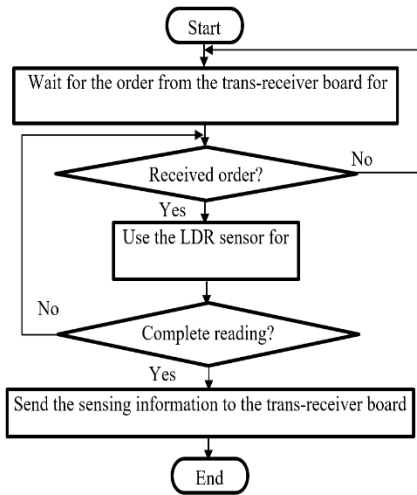 Start
Wait for the order from the trans-receiver board for
Received order?
No
Yes
Use the LDR sensor for
No
Complete reading?
Yes
Send the sensing information to the trans-receiver board
End